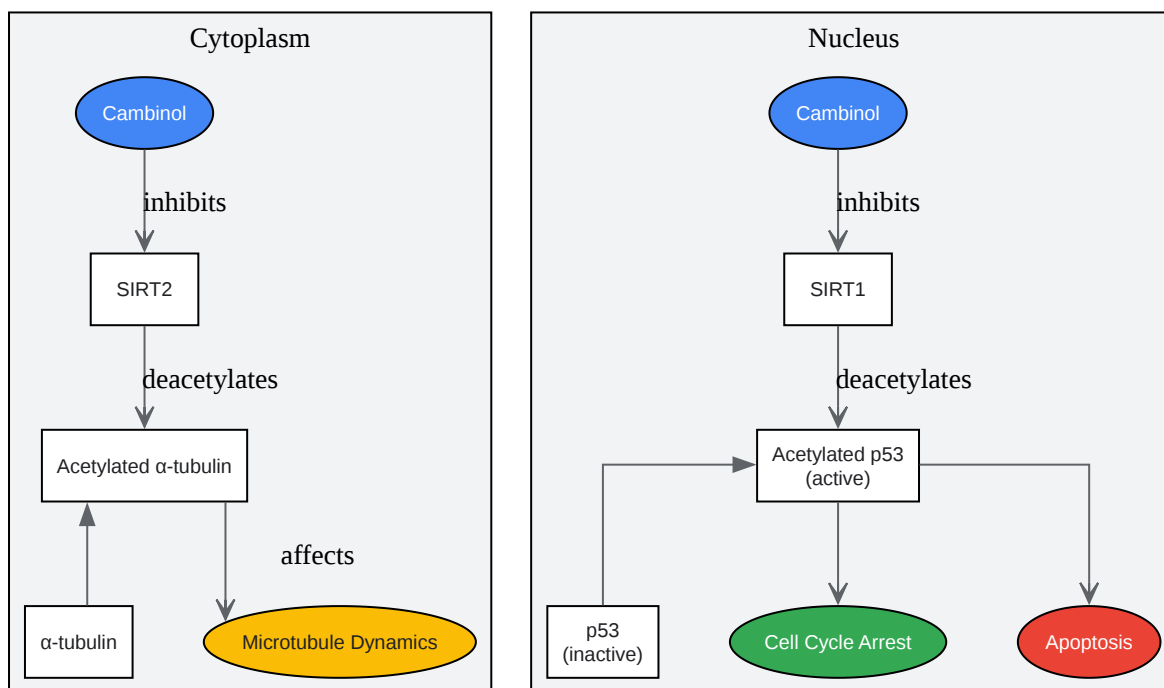 Cytoplasm
Cambinol
inhibits
SIRT2
deacetylates
Acetylated α-tubulin
affects
α-tubulin
Microtubule Dynamics
Nucleus
Cambinol
inhibits
SIRT1
deacetylates
Acetylated p53
(active)
p53
(inactive)
Cell Cycle Arrest
Apoptosis